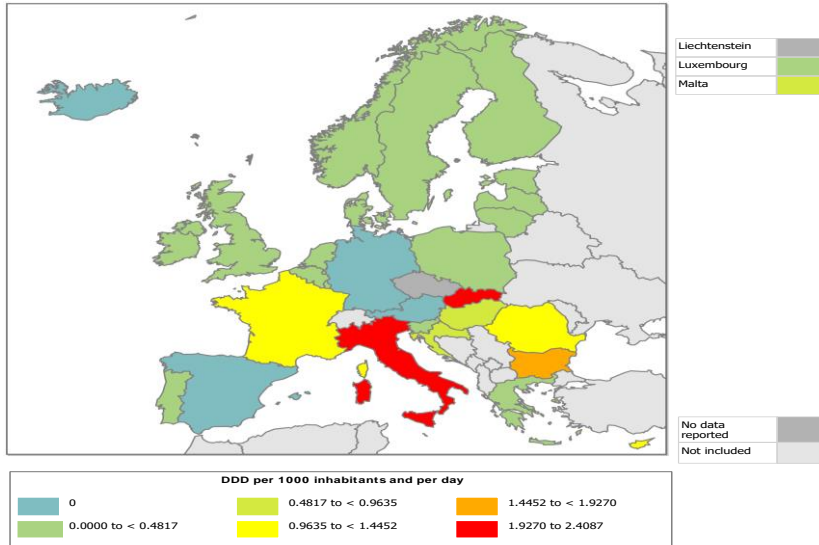 Liechtenstein
Luxembourg
Malta
No data
reported
Not included
DDD per 1000 inhabitants and per day
0
0.4817 to < 0.9635
1.4452 to < 1.9270
0.0000 to < 0.4817
0.9635 to < 1.4452
1.9270 to 2.4087